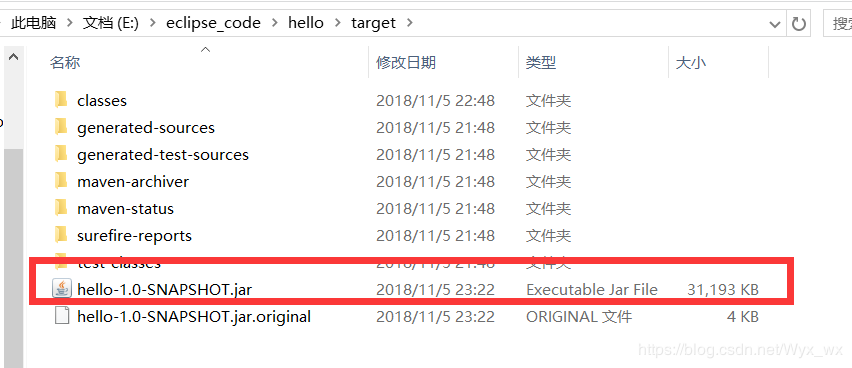 此电脑 > 文档 (E:) > eclipse_code > hello > target >
名称 修改日期 类型 大小
classes 2018/11/5 22:48 文件夹
generated-sources 2018/11/5 21:48 文件夹
generated-test-sources 2018/11/5 21:48 文件夹
maven-archiver 2018/11/5 21:48 文件夹
maven-status 2018/11/5 21:48 文件夹
surefire-reports 2018/11/5 21:48 文件夹
test-classes 2018/11/5 21:48 文件夹
hello-1.0-SNAPSHOT.jar 2018/11/5 23:22 Executable Jar File 31,193 KB
hello-1.0-SNAPSHOT.jar.original 2018/11/5 23:22 ORIGINAL 文件 4 KB
https://blog.csdn.net/Wyx_wx